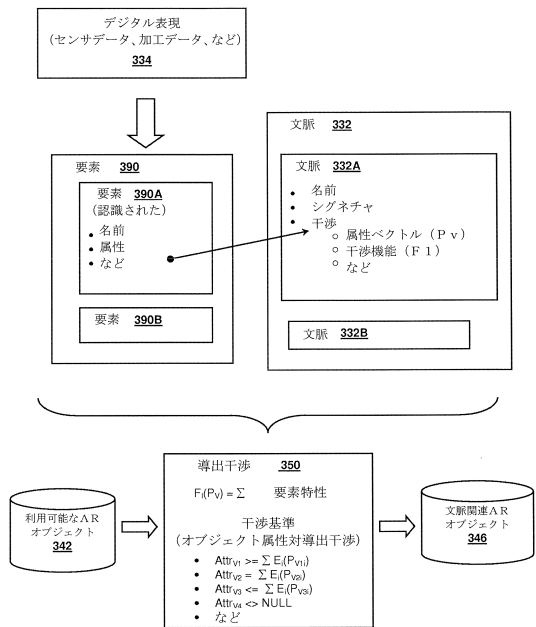 デジタル表現
(センサデータ、加工データ、など)
334
要素 390
要素 390A
(認識された)
• 名前
• 属性
• など
要素 390B
文脈 332
文脈 332A
• 名前
• シグネチャ
• 干渉
○ 属性ベクトル(Pv)
○ 干渉機能(F1)
○ など
文脈 332B
利用可能なAR
オブジェクト
342
導出干渉 350
FI(PV) = Σ 要素特性
干渉基準
(オブジェクト属性対導出干渉)
• AttrV1 >= Σ Ei(PV1i)
• AttrV2 = Σ Ei(PV2i)
• AttrV3 <= Σ Ei(PV3i)
• AttrV4 <> NULL
• など
文脈関連AR
オブジェクト
346